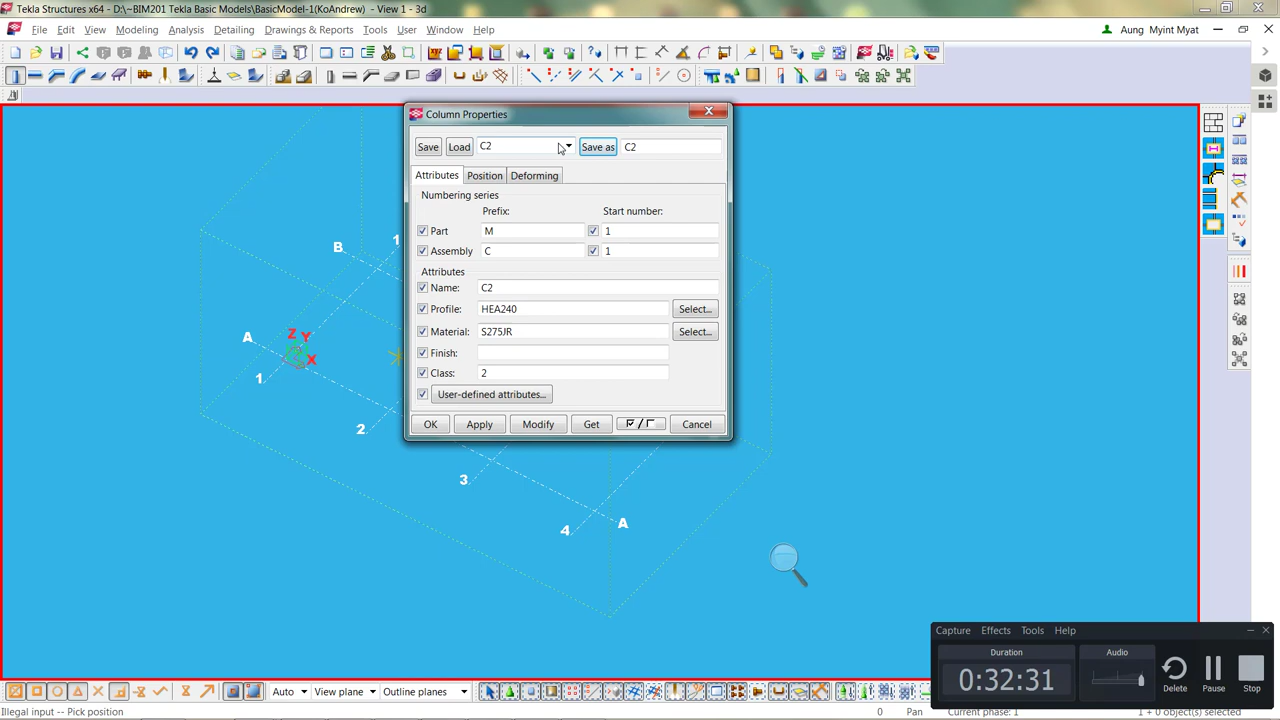 Tekla Structures x64 - D:\~BIM201 Tekla Basic Models\BasicModel-1(KoAndrew) - View 1 - 3d
File Edit View Modeling Analysis Detailing Drawings & Reports Tools User Window Help
Aung Myint Myat
Column Properties
Save Load C2 Save as C2
Attributes Position Deforming
Numbering series
Prefix: Start number:
Part M 1
Assembly C 1
Attributes
Name: C2
Profile: HEA240 Select...
Material: S275JR Select...
Finish:
Class: 2
User-defined attributes...
OK Apply Modify Get / Cancel
B 1
A Z Y
X
1
2
3
4 A
Capture Effects Tools Help
Duration Audio
0:32:31
Delete Pause Stop
Auto View plane Outline planes
Illegal input -- Pick position 0 Pan Current phase: 1 1 + 0 object(s) selected